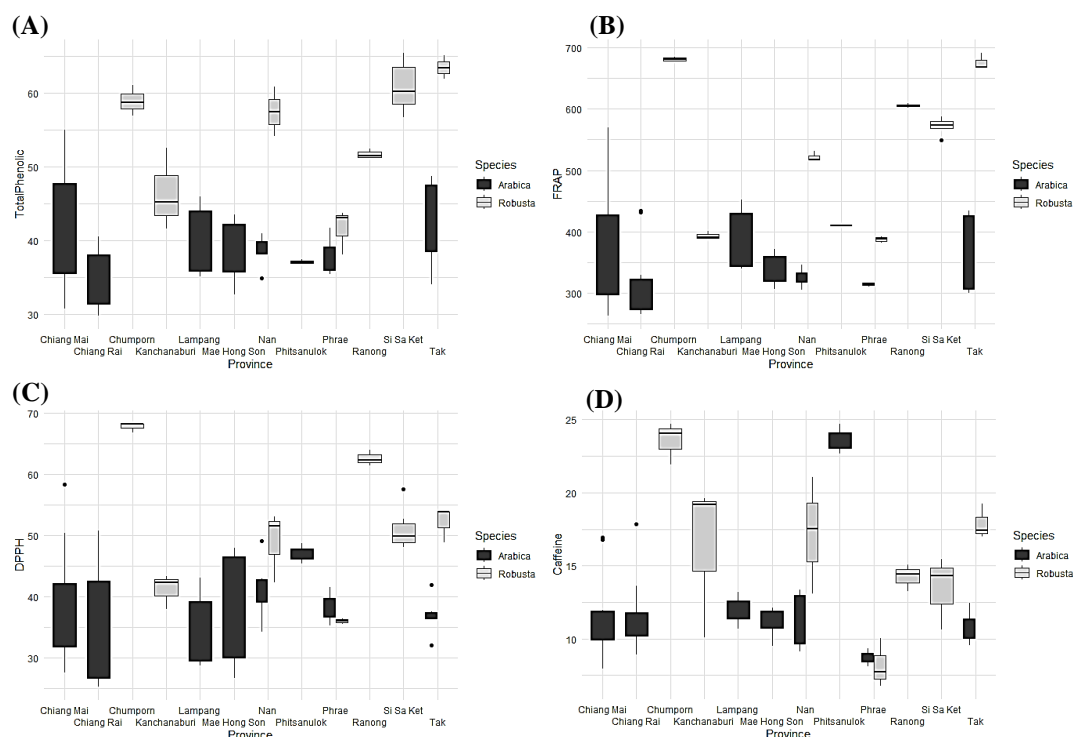 (A)
70
60
50
40
30
TotalPhenolic
Chiang Mai
Chiang Rai
Chumporn
Kanchanaburi
Lampang
Mae Hong Son
Nan
Phitsanulok
Phrae
Ranong
Si Sa Ket
Tak
Province
Species
Arabica
Robusta
(B)
700
600
500
400
300
FRAP
Chiang Mai
Chiang Rai
Chumporn
Kanchanaburi
Lampang
Mae Hong Son
Nan
Phitsanulok
Phrae
Ranong
Si Sa Ket
Tak
Province
Species
Arabica
Robusta
(C)
70
60
50
40
30
DPPH
Chiang Mai
Chiang Rai
Chumporn
Kanchanaburi
Lampang
Mae Hong Son
Nan
Phitsanulok
Phrae
Ranong
Si Sa Ket
Tak
Province
Species
Arabica
Robusta
(D)
25
20
15
10
Caffeine
Chiang Mai
Chiang Rai
Chumporn
Kanchanaburi
Lampang
Mae Hong Son
Nan
Phitsanulok
Phrae
Ranong
Si Sa Ket
Tak
Province
Species
Arabica
Robusta